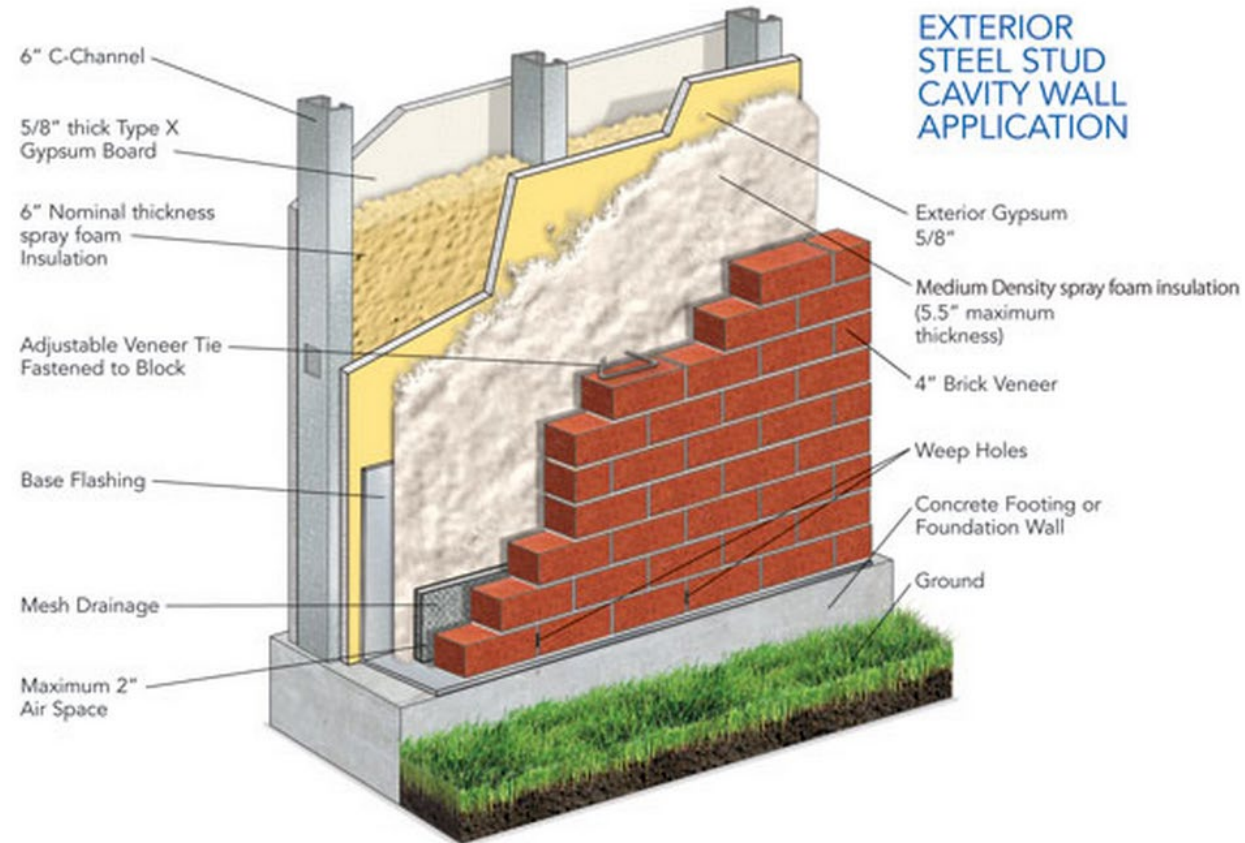 EXTERIOR
STEEL STUD
CAVITY WALL
APPLICATION
6" C-Channel
5/8" thick Type X
Gypsum Board
6" Nominal thickness
spray foam
Insulation
Adjustable Veneer Tie
Fastened to Block
Base Flashing
Mesh Drainage
Maximum 2"
Air Space
Exterior Gypsum
5/8"
Medium Density spray foam insulation
(5.5" maximum
thickness)
4" Brick Veneer
Weep Holes
Concrete Footing or
Foundation Wall
Ground